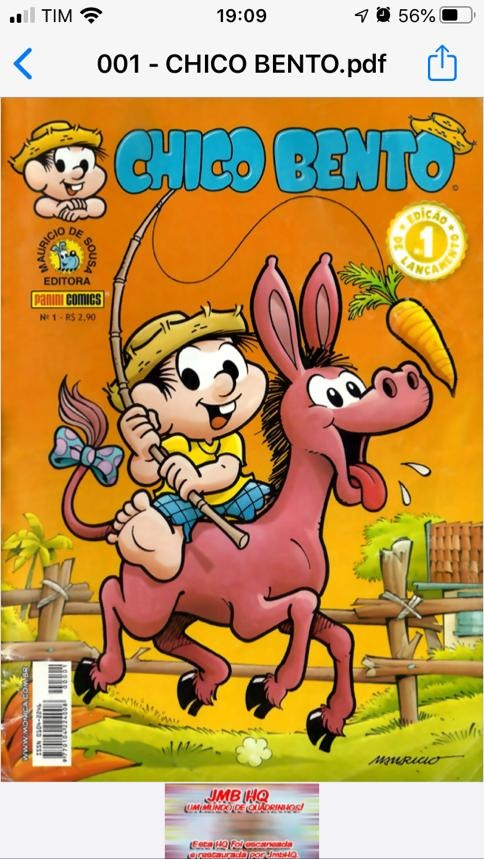 TIM 19:09 56%
001 - CHICO BENTO.pdf
CHICO BENTO
EDIÇÃO
Nº1
DE LANÇAMENTO
MAURICIO DE SOUSA
EDITORA
PANINI COMICS
Nº 1 - R$ 2,90
WWW.MONICA.COM.BR
MAURICIO
JMB HQ
UM MUNDO DE QUADRINHOS!
Esta HQ foi escaneada
e restaurada por JmbHQ.